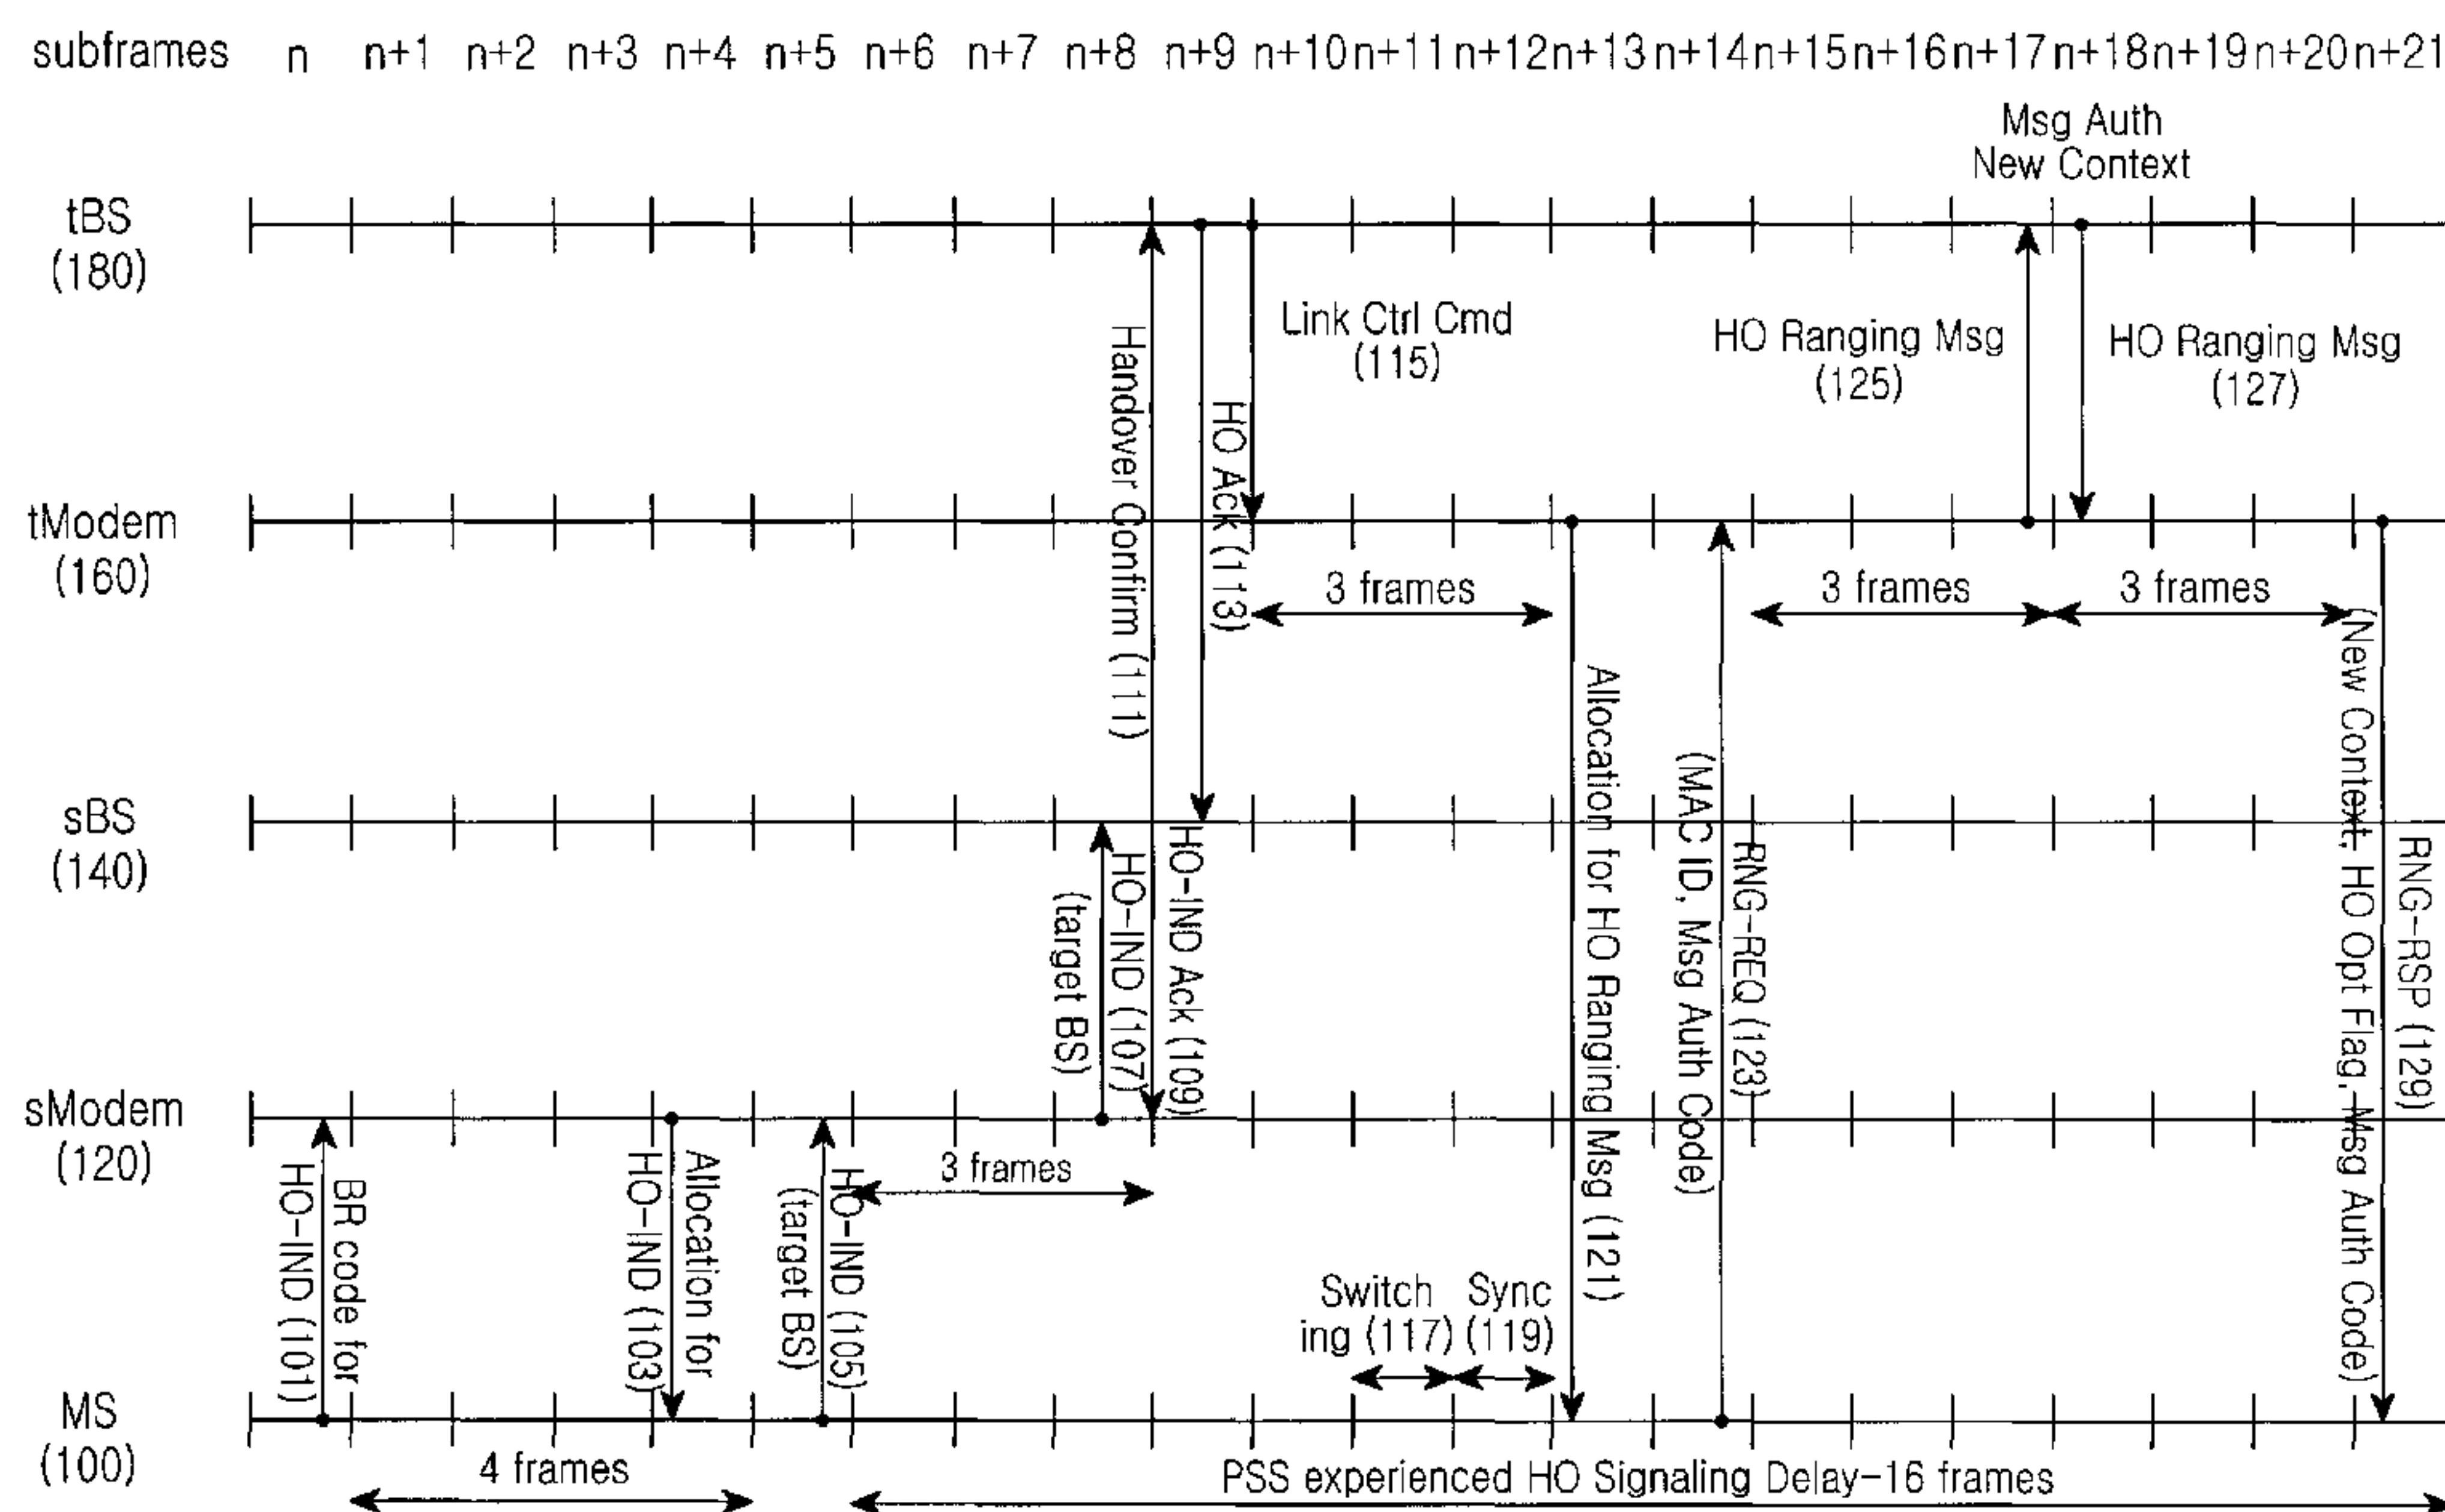 subframes n n+1 n+2 n+3 n+4 n+5 n+6 n+7 n+8 n+9 n+10 n+11 n+12 n+13 n+14 n+15 n+16 n+17 n+18 n+19 n+20 n+21
Msg Auth
New Context
tBS
(180)
Link Ctrl Cmd
(115)
HO Ranging Msg
(125)
HO Ranging Msg
(127)
Handover Confirm (111)
HO Ack (113)
tModem
(160)
3 frames
3 frames
3 frames
Allocation for HO Ranging Msg (121)
RNG-REQ (123)
(MAC ID, Msg Auth Code)
RNG-RSP (129)
(New Context, HO Opt Flag, Msg Auth Code)
sBS
(140)
HO-IND Ack (109)
HO-IND (107)
(target BS)
sModem
(120)
3 frames
BR code for
HO-IND (101)
Allocation for
HO-IND (103)
HO-IND (105)
(target BS)
Switch
ing (117)
Sync
(119)
MS
(100)
4 frames
PSS experienced HO Signaling Delay-16 frames